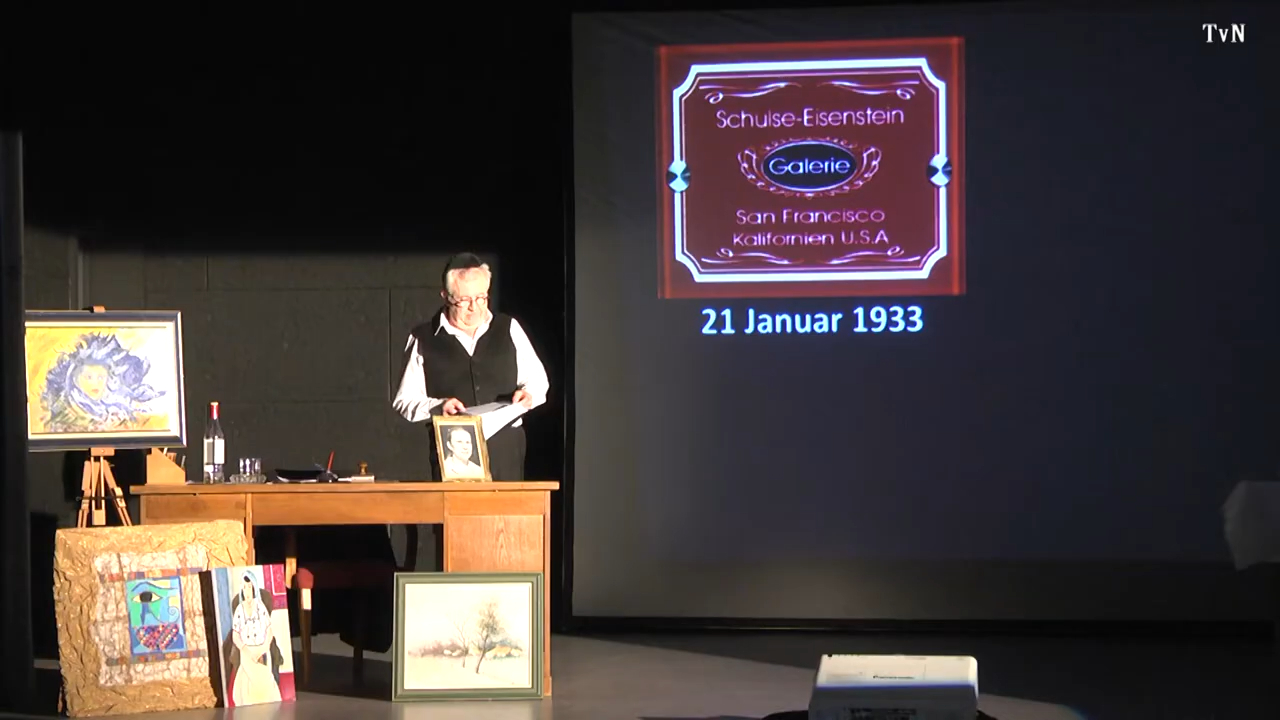 TvN
Schulse-Eisenstein
Galerie
San Francisco
Kalifornien U.S.A
21 Januar 1933